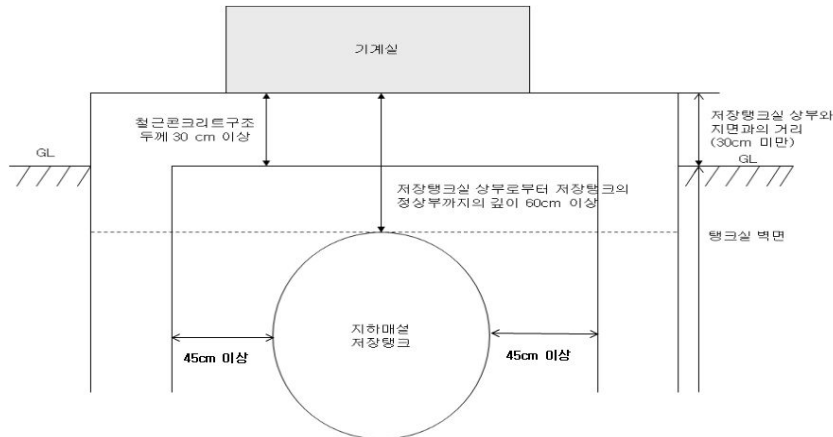 기계실
철근콘크리트구조
두께 30 cm 이상
저장탱크실 상부와
지면과의 거리
(30cm 미만)
GL
GL
저장탱크실 상부로부터 저장탱크의
정상부까지의 깊이 60cm 이상
탱크실 벽면
지하매설
저장탱크
45cm 이상
45cm 이상